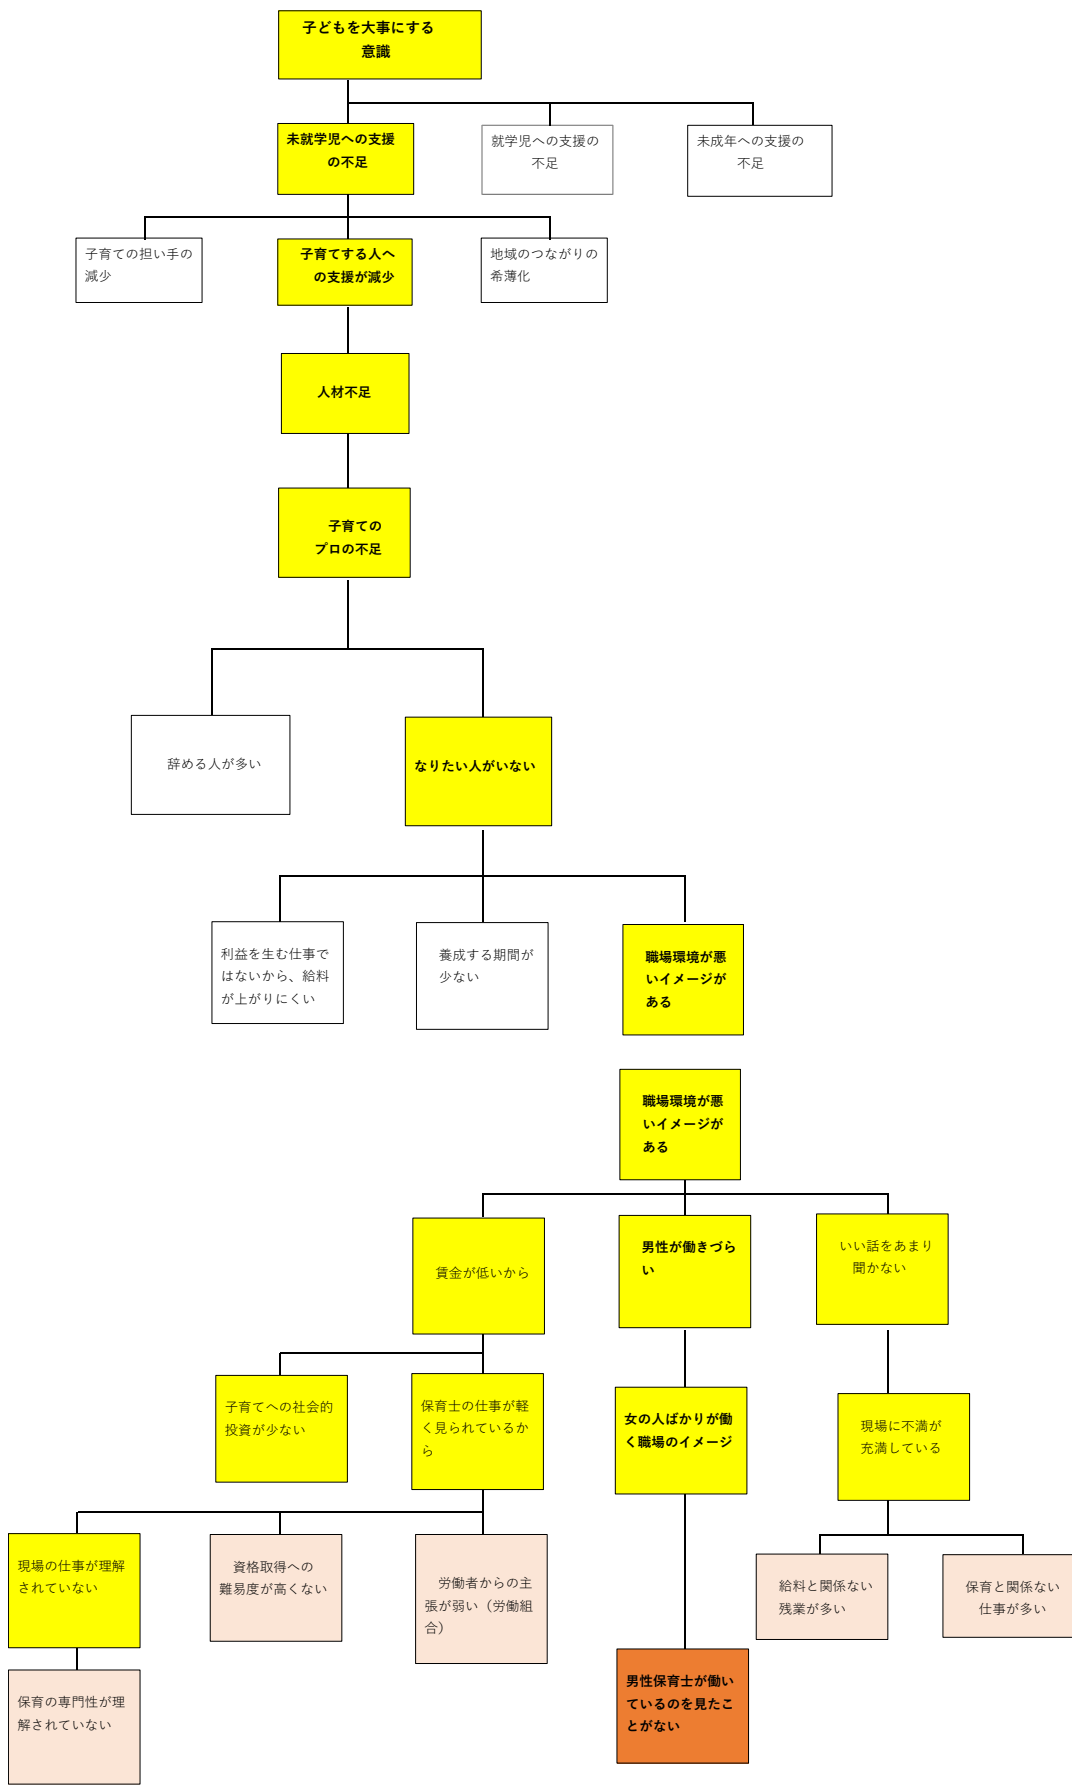 子どもを大事にする
意識
未就学児への支援
の不足
就学児への支援の
不足
未成年への支援の
不足
子育ての担い手の
減少
子育てする人へ
の支援が減少
地域のつながりの
希薄化
人材不足
子育ての
プロの不足
辞める人が多い
なりたい人がいない
利益を生む仕事で
はないから、給料
が上がりにくい
養成する期間が
少ない
職場環境が悪
いイメージが
ある
職場環境が悪
いイメージが
ある
賃金が低いから
男性が働きづら
い
いい話をあまり
聞かない
子育てへの社会的
投資が少ない
保育士の仕事が軽
く見られているか
ら
女の人ばかりが働
く職場のイメージ
現場に不満が
充満している
現場の仕事が理解
されていない
資格取得への
難易度が高くない
労働者からの主
張が弱い（労働組
合）
給料と関係ない
残業が多い
保育と関係ない
仕事が多い
保育の専門性が理
解されていない
男性保育士が働い
ているのを見たこ
とがない